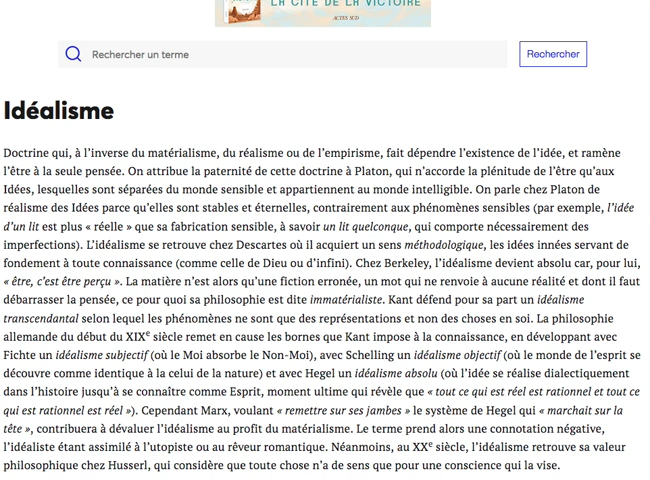 LA CITÉ DE LA VICTOIRE
ACTES SUD
Rechercher un terme
Rechercher
Idéalisme
Doctrine qui, à l’inverse du matérialisme, du réalisme ou de l’empirisme, fait dépendre l’existence de l’idée, et ramène
l’être à la seule pensée. On attribue la paternité de cette doctrine à Platon, qui n’accorde la plénitude de l’être qu’aux
Idées, lesquelles sont séparées du monde sensible et appartiennent au monde intelligible. On parle chez Platon de
réalisme des Idées parce qu’elles sont stables et éternelles, contrairement aux phénomènes sensibles (par exemple, l’idée
d’un lit est plus « réelle » que sa fabrication sensible, à savoir un lit quelconque, qui comporte nécessairement des
imperfections). L’idéalisme se retrouve chez Descartes où il acquiert un sens méthodologique, les idées innées servant de
fondement à toute connaissance (comme celle de Dieu ou d’infini). Chez Berkeley, l’idéalisme devient absolu car, pour lui,
« être, c’est être perçu ». La matière n’est alors qu’une fiction erronée, un mot qui ne renvoie à aucune réalité et dont il faut
débarrasser la pensée, ce pour quoi sa philosophie est dite immatérialiste. Kant défend pour sa part un idéalisme
transcendantal selon lequel les phénomènes ne sont que des représentations et non des choses en soi. La philosophie
allemande du début du XIXe siècle remet en cause les bornes que Kant impose à la connaissance, en développant avec
Fichte un idéalisme subjectif (où le Moi absorbe le Non-Moi), avec Schelling un idéalisme objectif (où le monde de l’esprit se
découvre comme identique à la celui de la nature) et avec Hegel un idéalisme absolu (où l’idée se réalise dialectiquement
dans l’histoire jusqu’à se connaître comme Esprit, moment ultime qui révèle que « tout ce qui est réel est rationnel et tout ce
qui est rationnel est réel »). Cependant Marx, voulant « remettre sur ses jambes » le système de Hegel qui « marchait sur la
tête », contribuera à dévaluer l’idéalisme au profit du matérialisme. Le terme prend alors une connotation négative,
l’idéaliste étant assimilé à l’utopiste ou au rêveur romantique. Néanmoins, au XXe siècle, l’idéalisme retrouve sa valeur
philosophique chez Husserl, qui considère que toute chose n’a de sens que pour une conscience qui la vise.